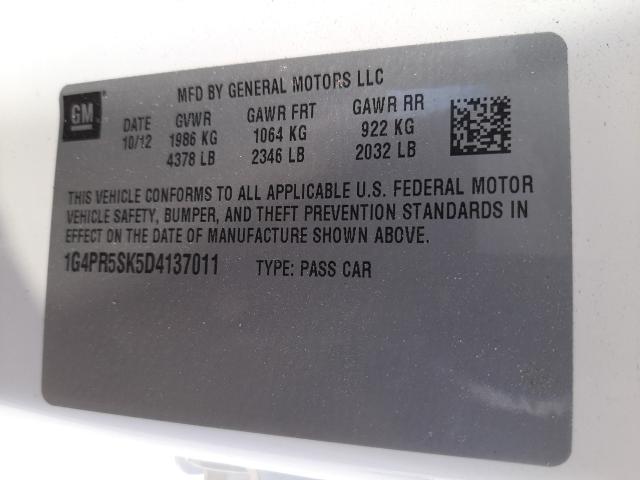 MFD BY GENERAL MOTORS LLC
GM
DATE GVWR GAWR FRT GAWR RR
10/12 1986 KG 1064 KG 922 KG
4378 LB 2346 LB 2032 LB
THIS VEHICLE CONFORMS TO ALL APPLICABLE U.S. FEDERAL MOTOR
VEHICLE SAFETY, BUMPER, AND THEFT PREVENTION STANDARDS IN
EFFECT ON THE DATE OF MANUFACTURE SHOWN ABOVE.
1G4PR5SK5D4137011 TYPE: PASS CAR